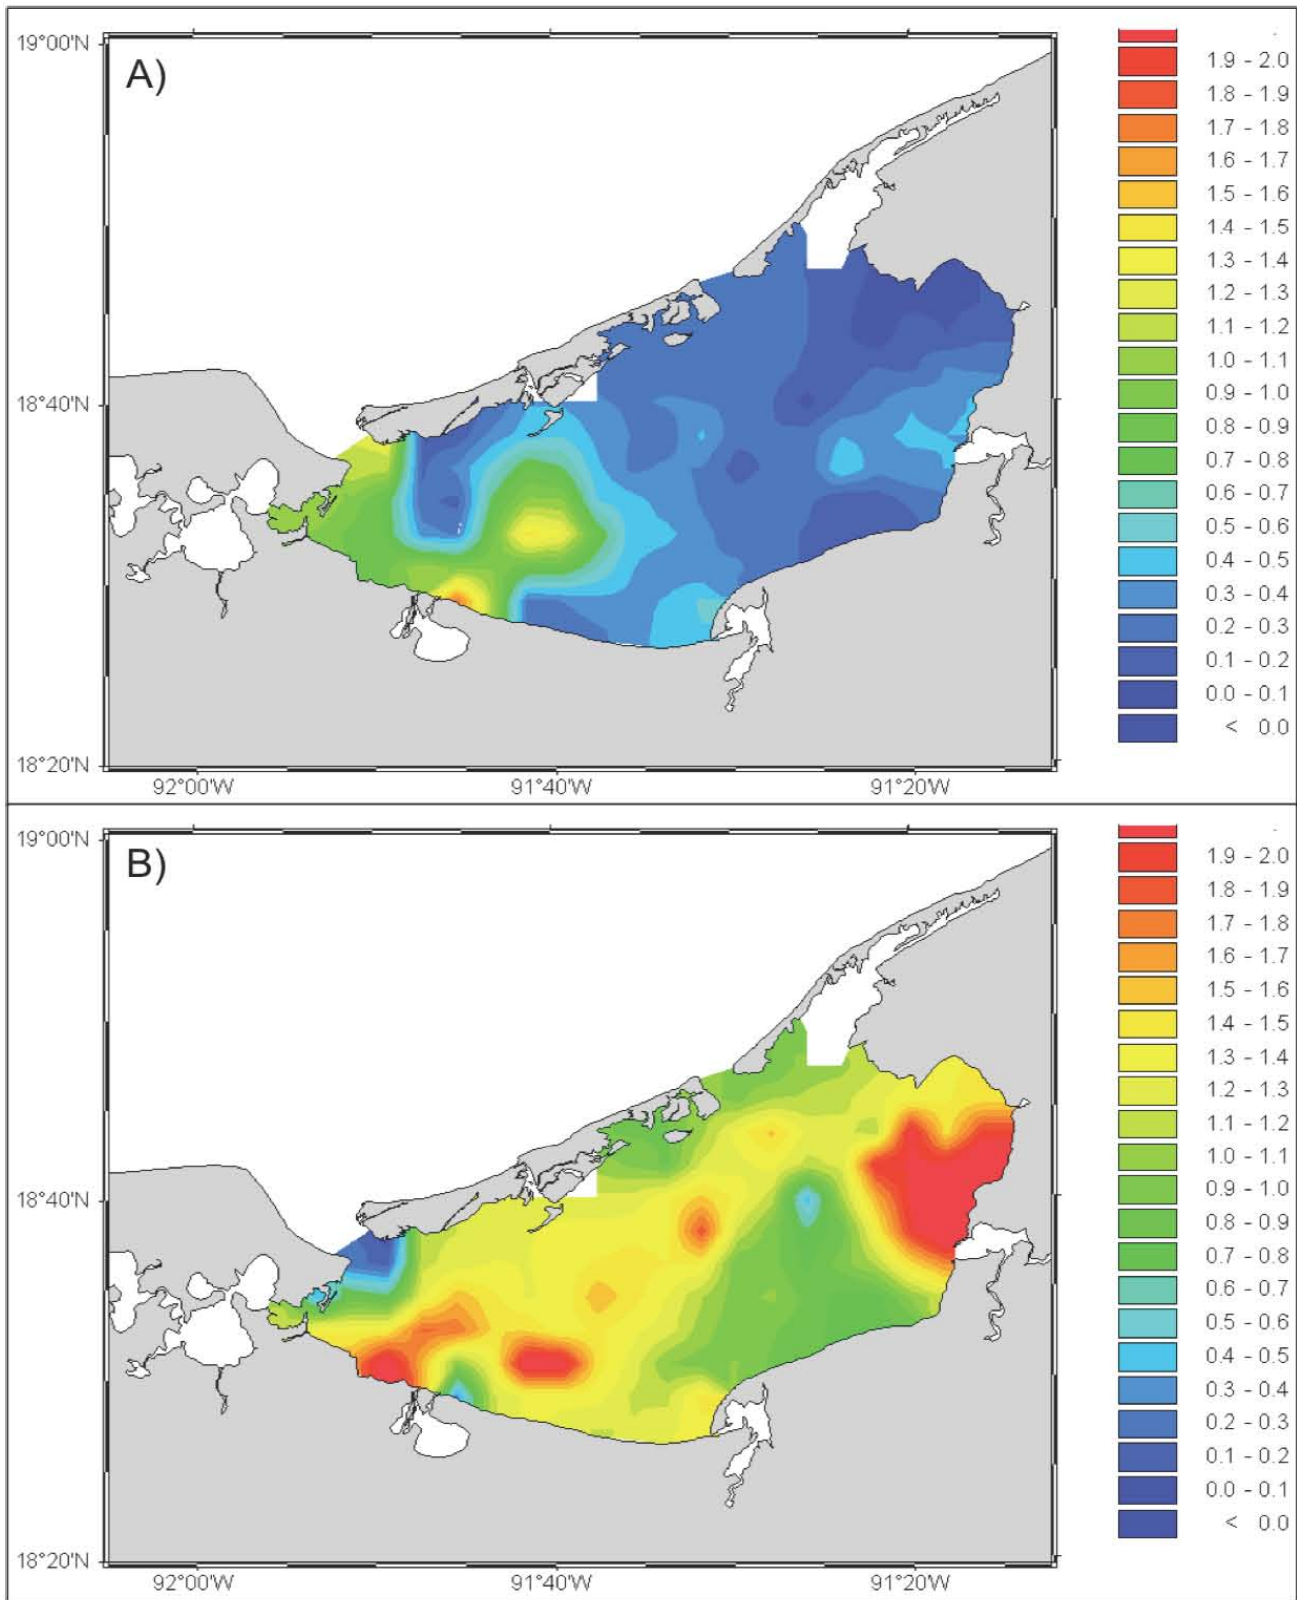 A)
19°00'N
18°40'N
18°20'N
92°00'W
91°40'W
91°20'W
1.9 - 2.0
1.8 - 1.9
1.7 - 1.8
1.6 - 1.7
1.5 - 1.6
1.4 - 1.5
1.3 - 1.4
1.2 - 1.3
1.1 - 1.2
1.0 - 1.1
0.9 - 1.0
0.8 - 0.9
0.7 - 0.8
0.6 - 0.7
0.5 - 0.6
0.4 - 0.5
0.3 - 0.4
0.2 - 0.3
0.1 - 0.2
0.0 - 0.1
< 0.0
B)
19°00'N
18°40'N
18°20'N
92°00'W
91°40'W
91°20'W
1.9 - 2.0
1.8 - 1.9
1.7 - 1.8
1.6 - 1.7
1.5 - 1.6
1.4 - 1.5
1.3 - 1.4
1.2 - 1.3
1.1 - 1.2
1.0 - 1.1
0.9 - 1.0
0.8 - 0.9
0.7 - 0.8
0.6 - 0.7
0.5 - 0.6
0.4 - 0.5
0.3 - 0.4
0.2 - 0.3
0.1 - 0.2
0.0 - 0.1
< 0.0